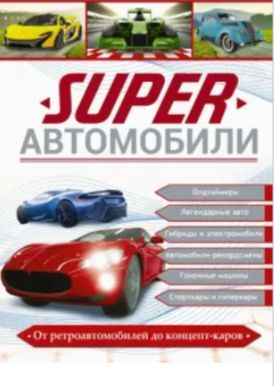 SUPER
АВТОМОБИЛИ
Олдтаймеры
Легендарные авто
Гибриды и электромобили
Автомобили-рекордсмены
Гоночные машины
Спорткары и гиперкары
От ретроавтомобилей до концепт-каров